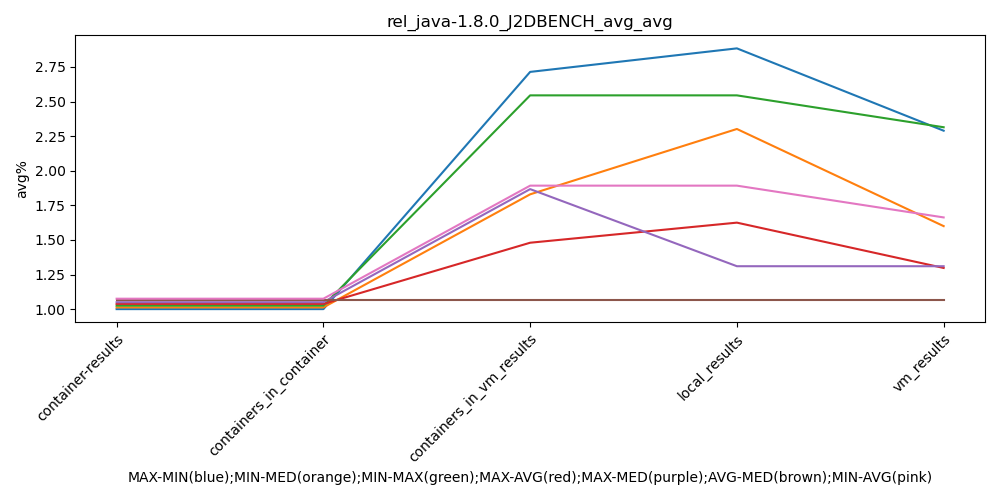 rel_java-1.8.0_J2DBENCH_avg_avg
avg%
2.75
2.50
2.25
2.00
1.75
1.50
1.25
1.00
container-results
containers_in_container
containers_in_vm_results
local_results
vm_results
MAX-MIN(blue);MIN-MED(orange);MIN-MAX(green);MAX-AVG(red);MAX-MED(purple);AVG-MED(brown);MIN-AVG(pink)